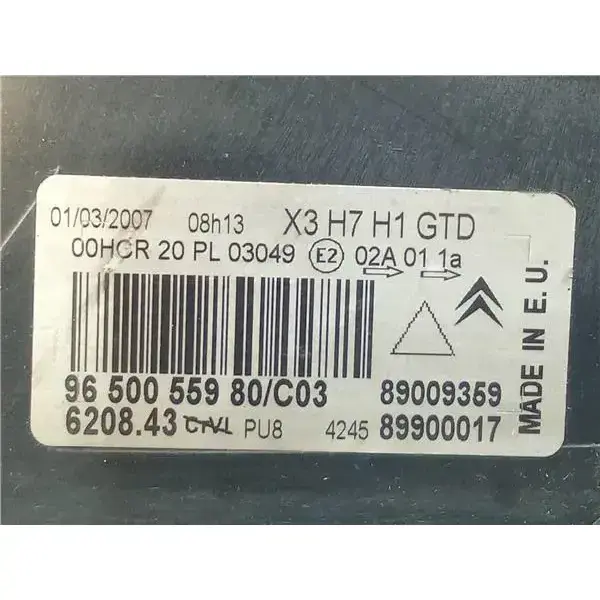 01/03/2007 08h13 X3 H7 H1 GTD
00HCR 20 PL 03049 E2 02A 01 1a
96 500 559 80/C03 89009359
6208.43 PU8 4245 89900017
MADE IN E. U.